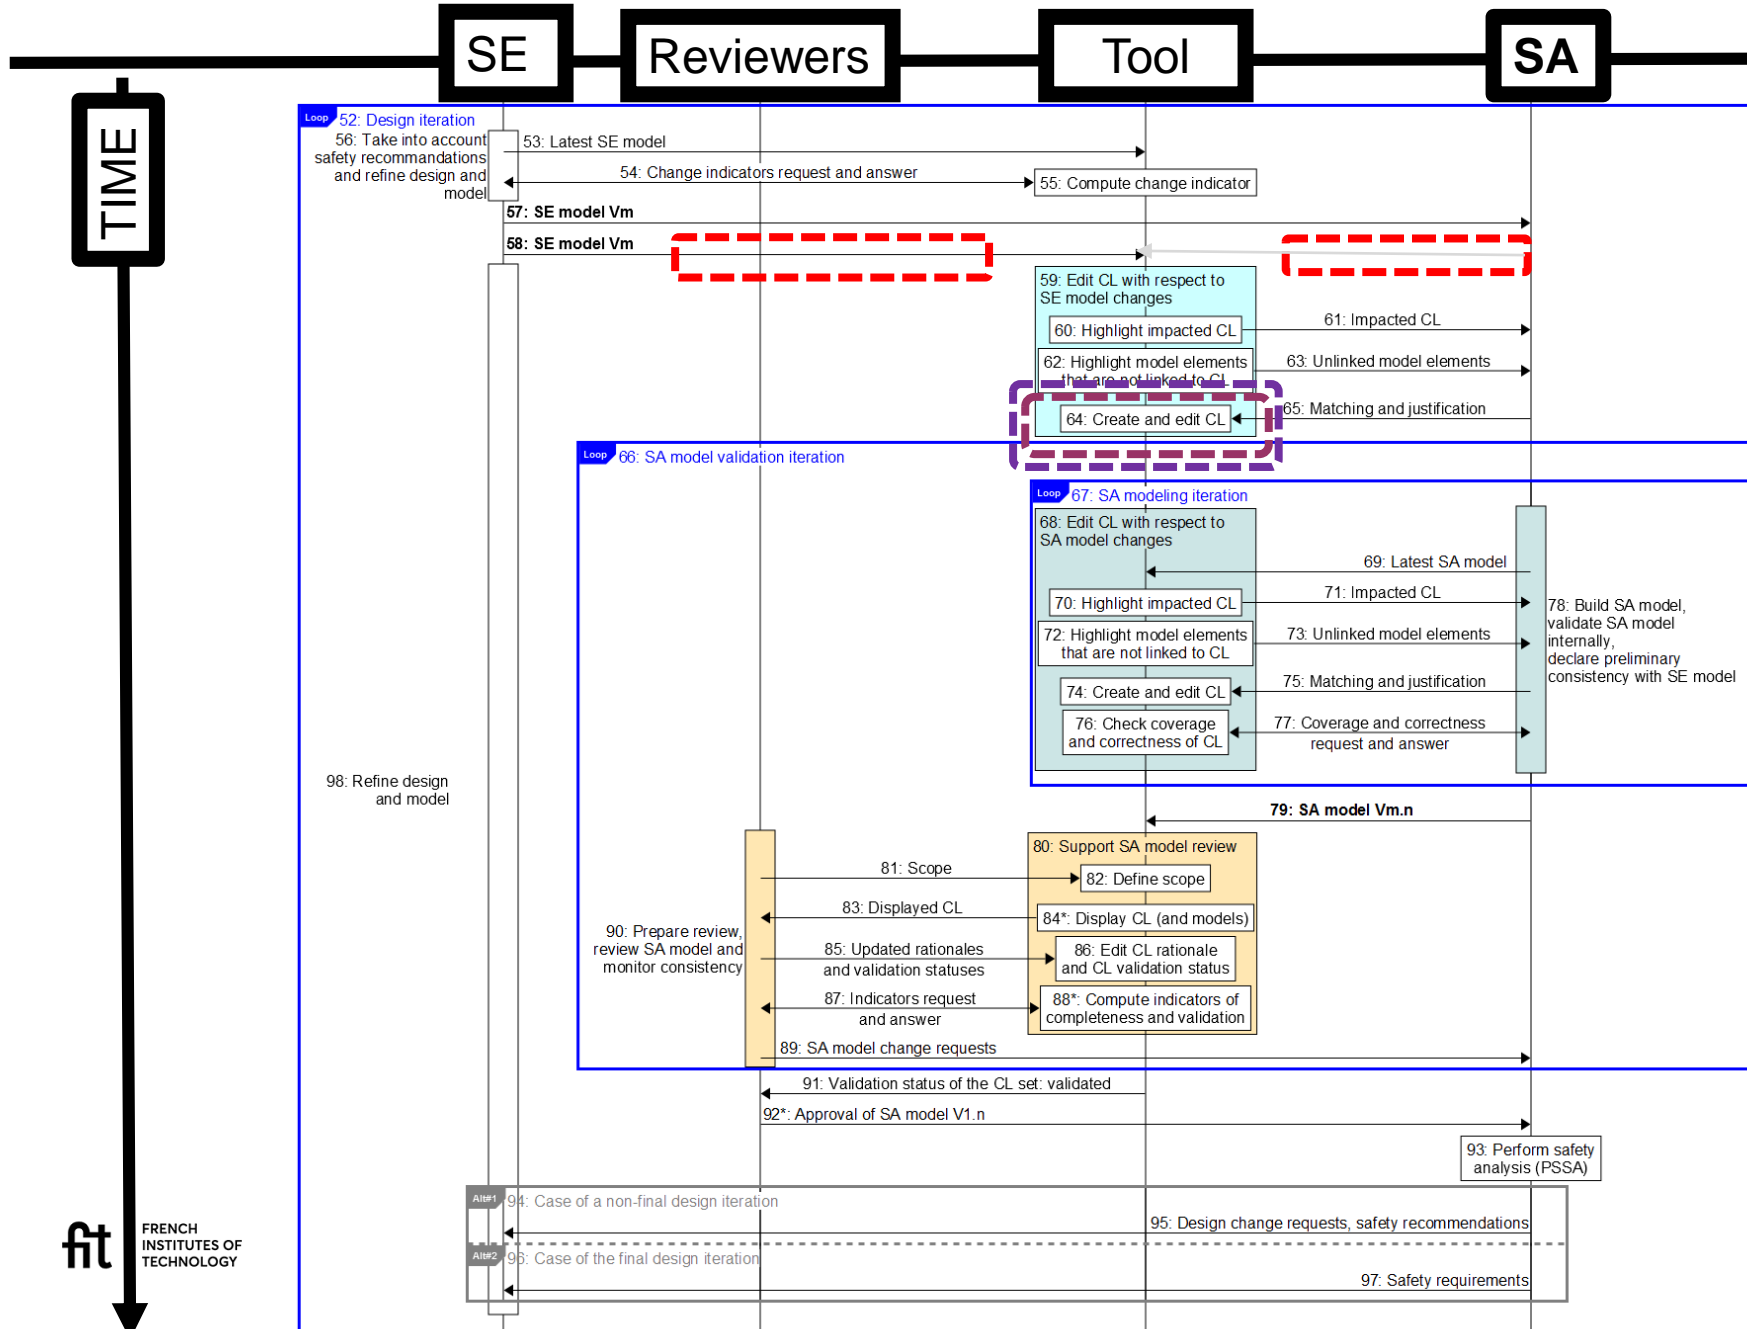 SE
Reviewers
Tool
SA
TIME
Loop
52: Design iteration
56: Take into account
safety recommandations
and refine design and
model
53: Latest SE model
54: Change indicators request and answer
55: Compute change indicator
57: SE model Vm
58: SE model Vm
59: Edit CL with respect to
SE model changes
60: Highlight impacted CL
61: Impacted CL
62: Highlight model elements
that are not linked to CL
63: Unlinked model elements
64: Create and edit CL
65: Matching and justification
Loop
66: SA model validation iteration
Loop
67: SA modeling iteration
68: Edit CL with respect to
SA model changes
69: Latest SA model
70: Highlight impacted CL
71: Impacted CL
72: Highlight model elements
that are not linked to CL
73: Unlinked model elements
74: Create and edit CL
75: Matching and justification
76: Check coverage
and correctness of CL
77: Coverage and correctness
request and answer
78: Build SA model,
validate SA model
internally,
declare preliminary
consistency with SE model
98: Refine design
and model
79: SA model Vm.n
80: Support SA model review
81: Scope
82: Define scope
83: Displayed CL
84*: Display CL (and models)
90: Prepare review,
review SA model and
monitor consistency
85: Updated rationales
and validation statuses
86: Edit CL rationale
and CL validation status
87: Indicators request
and answer
88*: Compute indicators of
completeness and validation
89: SA model change requests
91: Validation status of the CL set: validated
92*: Approval of SA model V1.n
93: Perform safety
analysis (PSSA)
Alt#1
94: Case of a non-final design iteration
95: Design change requests, safety recommendations
Alt#2
96: Case of the final design iteration
97: Safety requirements
fit
FRENCH
INSTITUTES OF
TECHNOLOGY